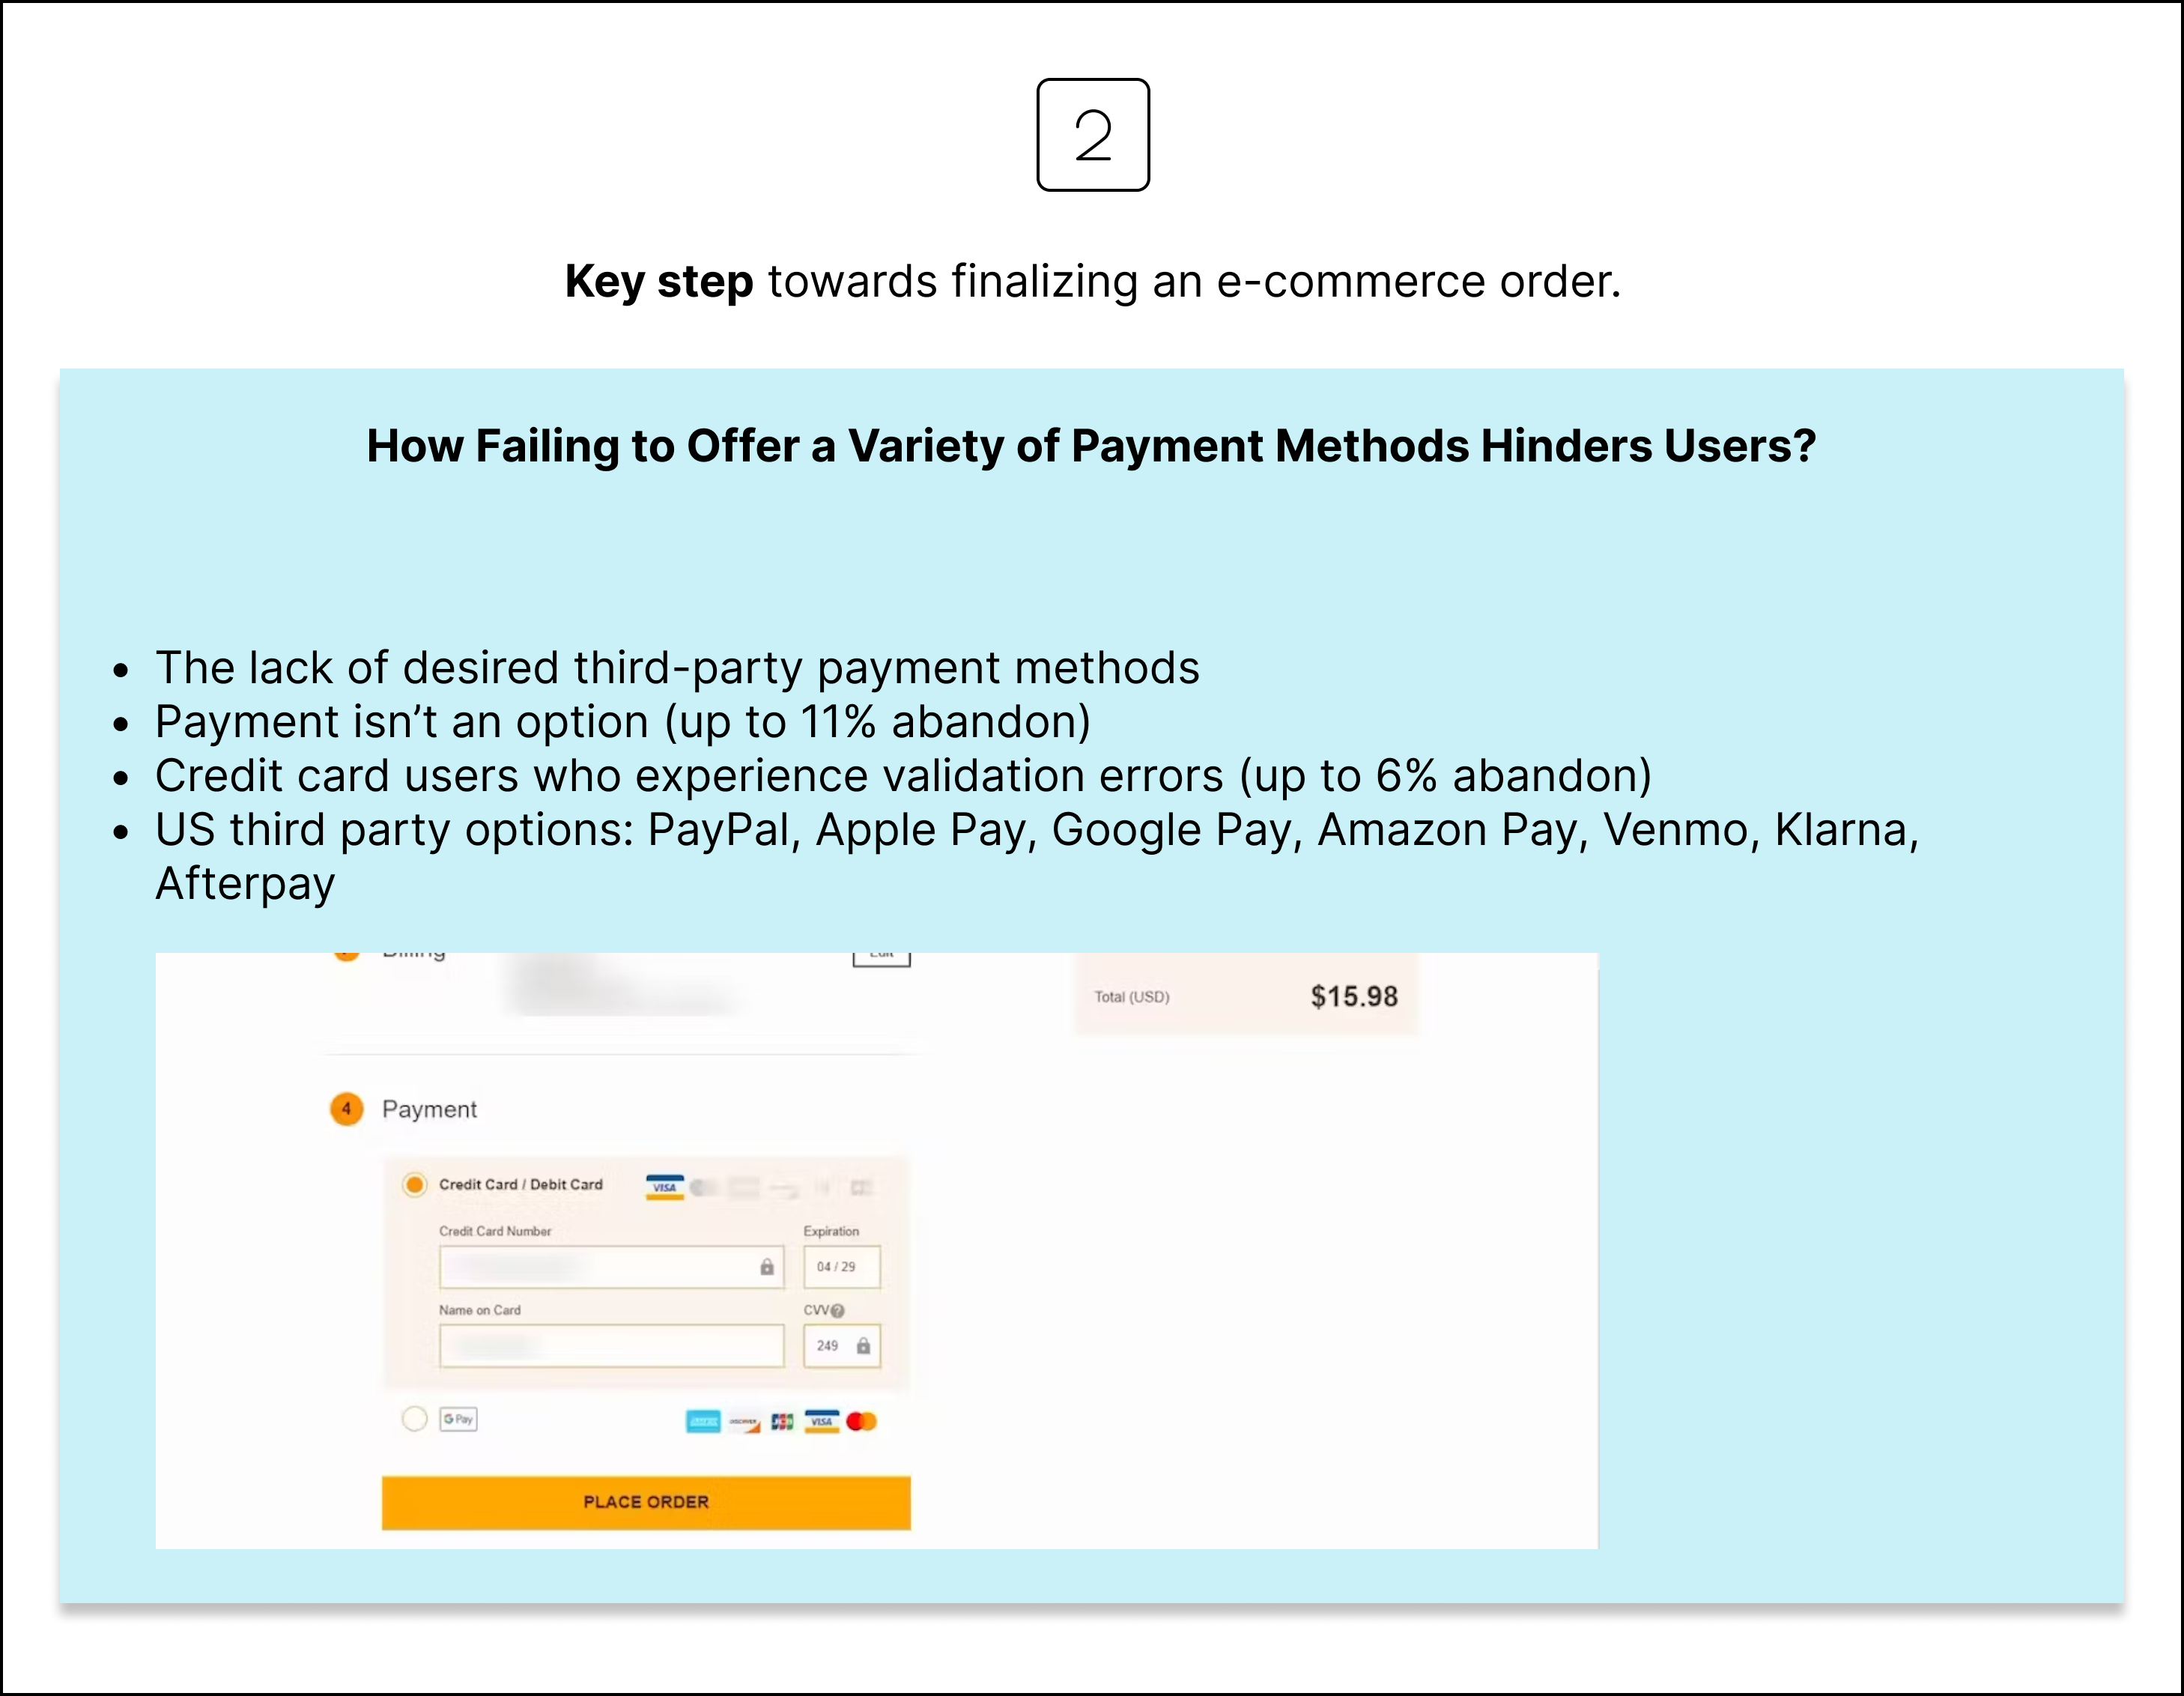 2
Key step towards finalizing an e-commerce order.
How Failing to Offer a Variety of Payment Methods Hinders Users?
• The lack of desired third-party payment methods
• Payment isn’t an option (up to 11% abandon)
• Credit card users who experience validation errors (up to 6% abandon)
• US third party options: PayPal, Apple Pay, Google Pay, Amazon Pay, Venmo, Klarna,
Afterpay
Billing
Edit
Total (USD) $15.98
4 Payment
Credit Card / Debit Card VISA
Credit Card Number Expiration
04 / 29
Name on Card CVV ?
249
G Pay DISCOVER JCB VISA
PLACE ORDER